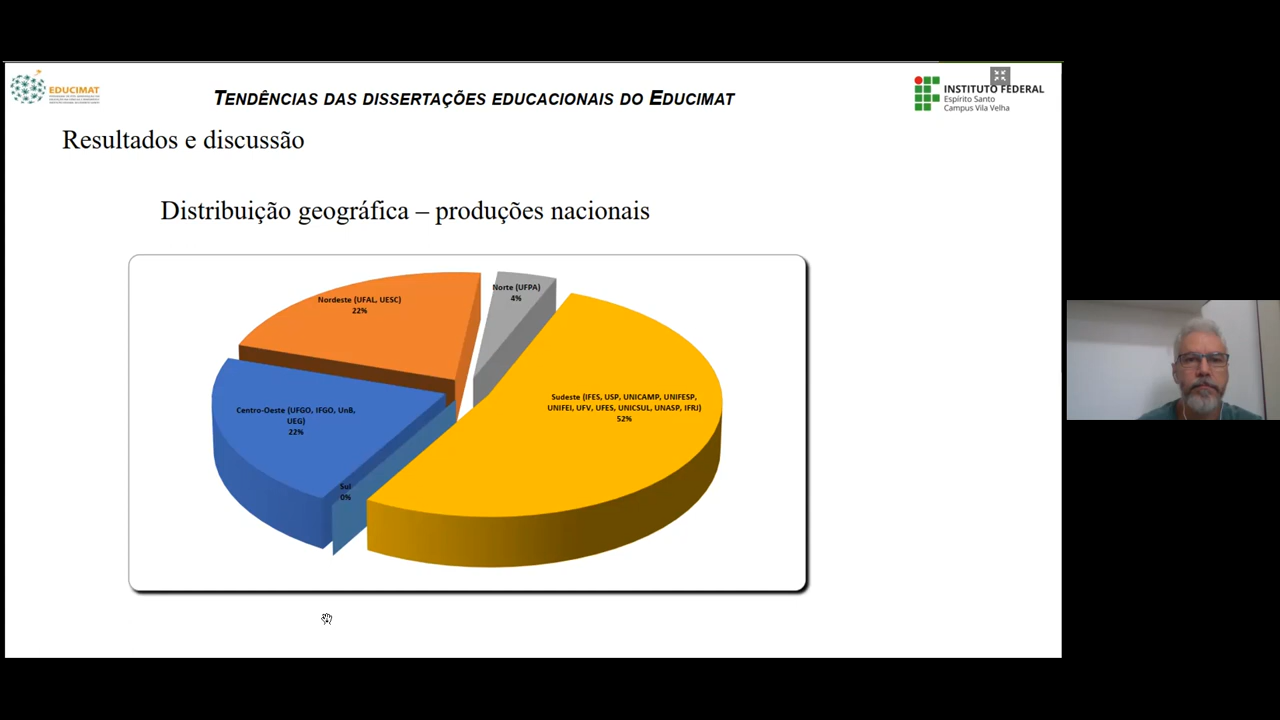 EDUCIMAT
TENDÊNCIAS DAS DISSERTAÇÕES EDUCACIONAIS DO EDUCIMAT
INSTITUTO FEDERAL
Espírito Santo
Campus Vila Velha
Resultados e discussão
Distribuição geográfica – produções nacionais
Norte (UFPA)
4%
Nordeste (UFAL, UESC)
22%
Sudeste (IFES, USP, UNICAMP, UNIFESP,
UNIFEI, UFV, UFES, UNICSUL, UNASP, IFRJ)
52%
Centro-Oeste (UFGO, IFGO, UnB,
UEG)
22%
Sul
0%